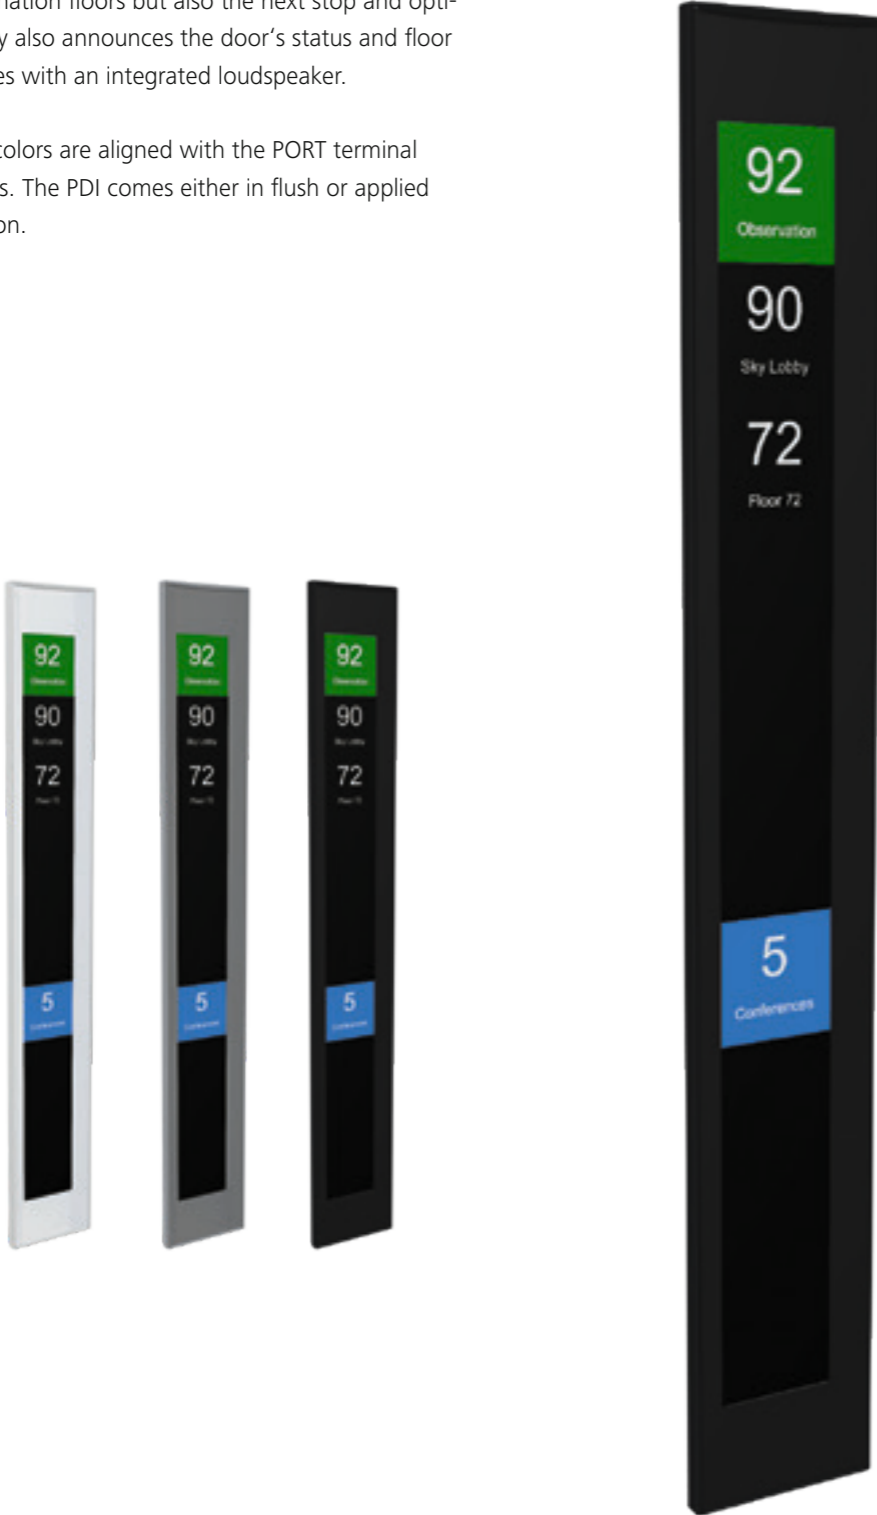 nation floors but also the next stop and opti-
y also announces the door‘s status and floor
es with an integrated loudspeaker.
colors are aligned with the PORT terminal
s. The PDI comes either in flush or applied
on.
92
Observation
90
Sky Lobby
72
Floor 72
5
Conferences
92
90
72
5
92
90
72
5
92
90
72
5